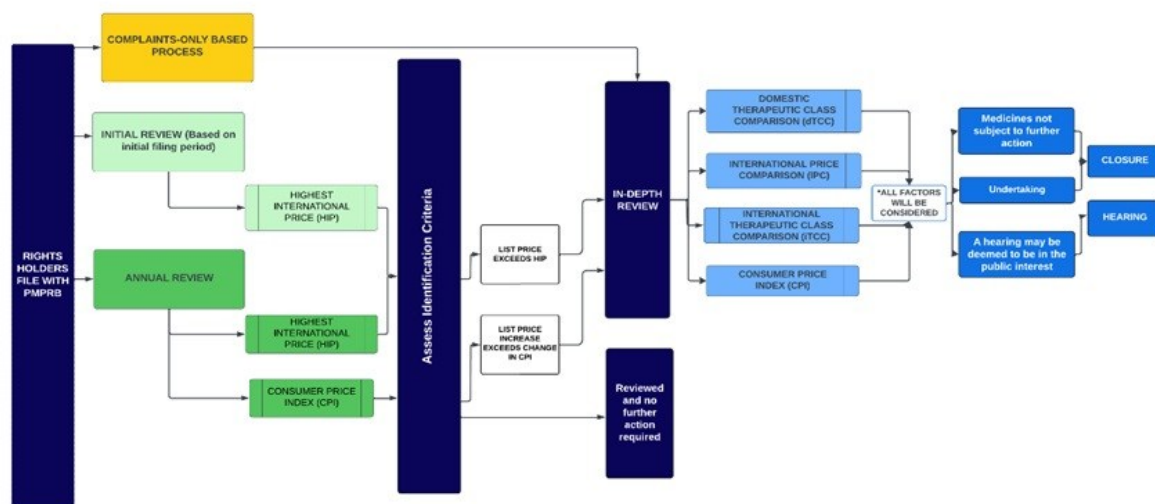 RIGHTS
HOLDERS
FILE WITH
PMPRB
COMPLAINTS-ONLY BASED
PROCESS
INITIAL REVIEW (Based on
initial filing period)
HIGHEST
INTERNATIONAL
PRICE (HIP)
ANNUAL REVIEW
HIGHEST
INTERNATIONAL
PRICE (HIP)
CONSUMER PRICE
INDEX (CPI)
Assess Identification Criteria
LIST PRICE
EXCEEDS HIP
LIST PRICE
INCREASE
EXCEEDS CHANGE
IN CPI
IN-DEPTH
REVIEW
Reviewed
and no
further
action
required
DOMESTIC
THERAPEUTIC CLASS
COMPARISON (dTCC)
INTERNATIONAL PRICE
COMPARISON (IPC)
INTERNATIONAL
THERAPEUTIC CLASS
COMPARISON (iTCC)
CONSUMER PRICE
INDEX (CPI)
*ALL FACTORS
WILL BE
CONSIDERED
Medicines not
subject to further
action
Undertaking
A hearing may be
deemed to be in the
public interest
CLOSURE
HEARING